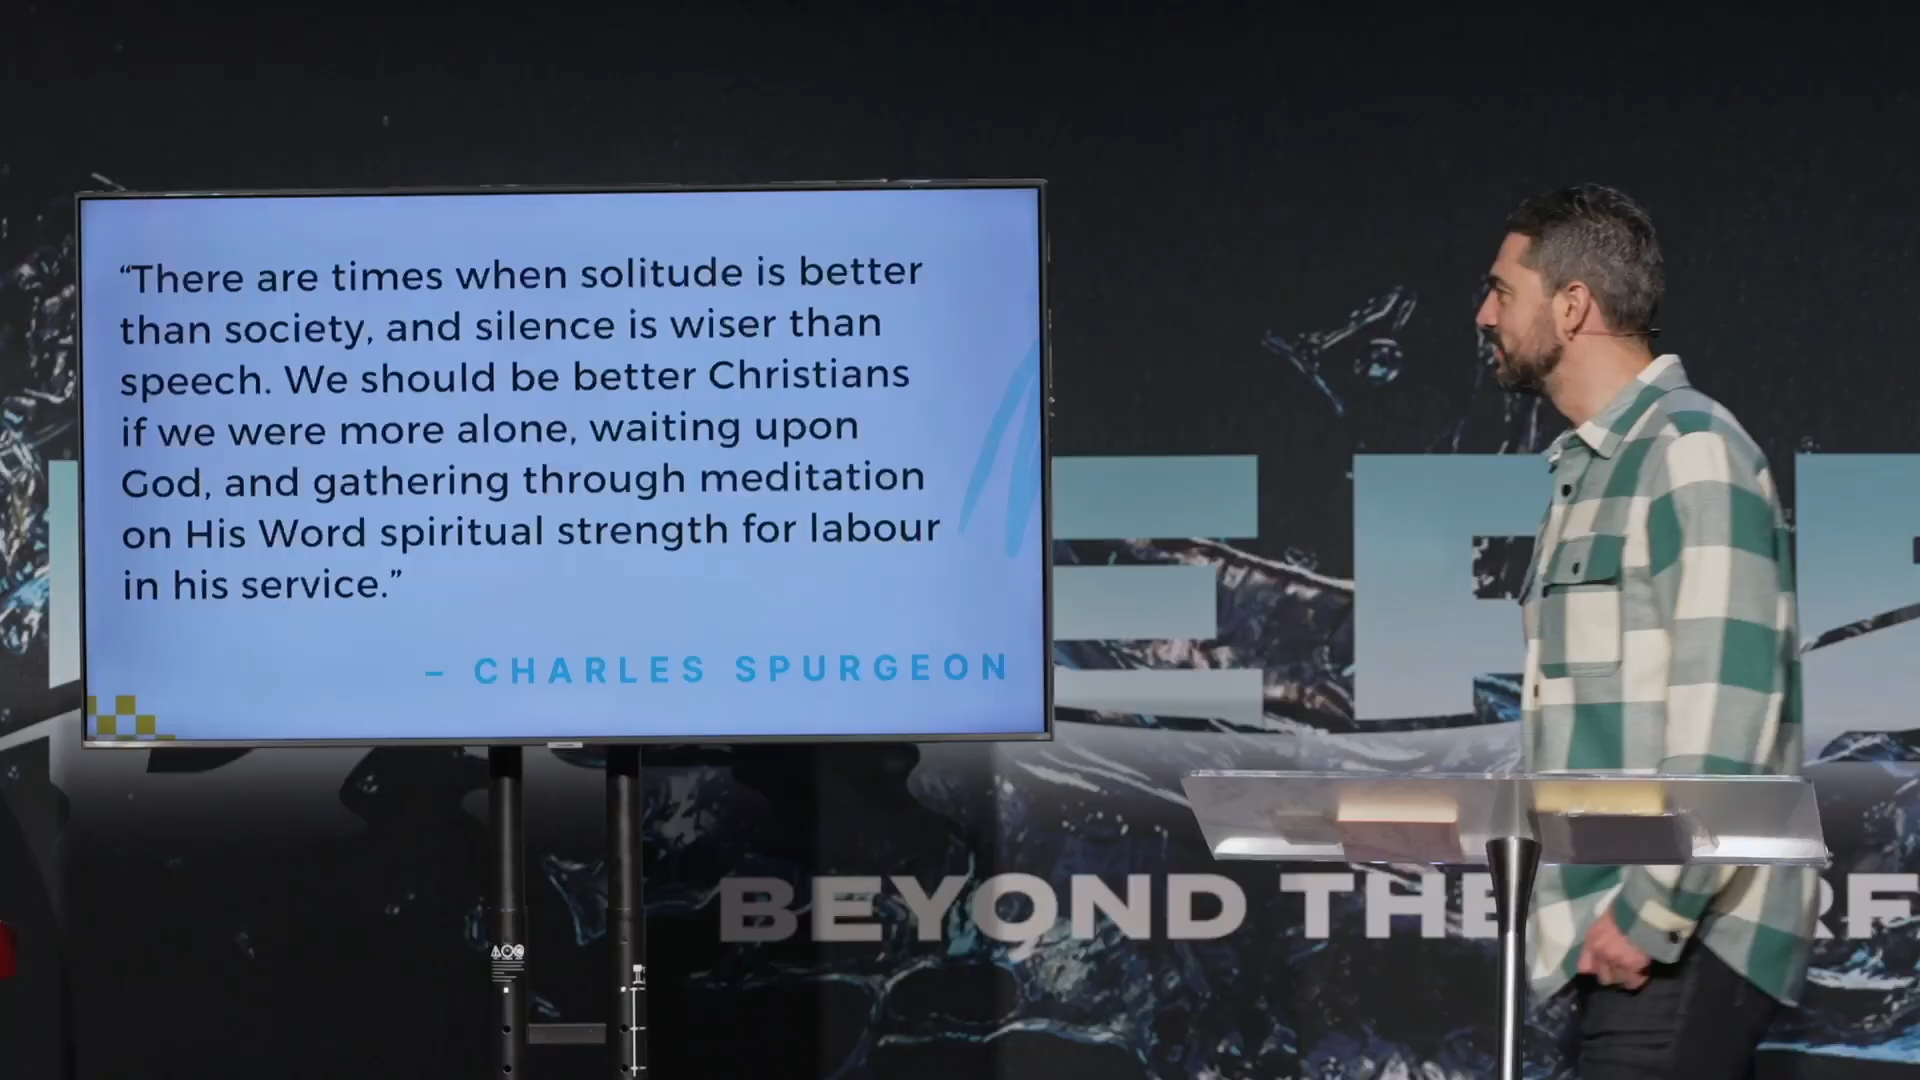 “There are times when solitude is better
than society, and silence is wiser than
speech. We should be better Christians
if we were more alone, waiting upon
God, and gathering through meditation
on His Word spiritual strength for labour
in his service.”
– CHARLES SPURGEON
BEYOND THE